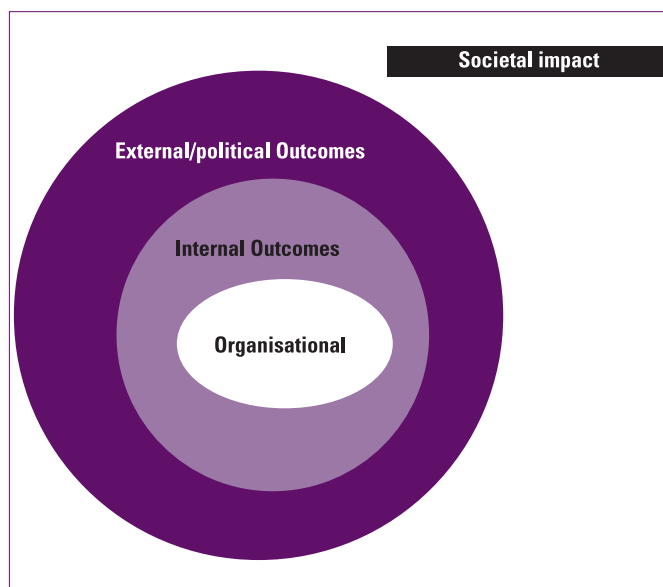 Societal impact
External/political Outcomes
Internal Outcomes
Organisational